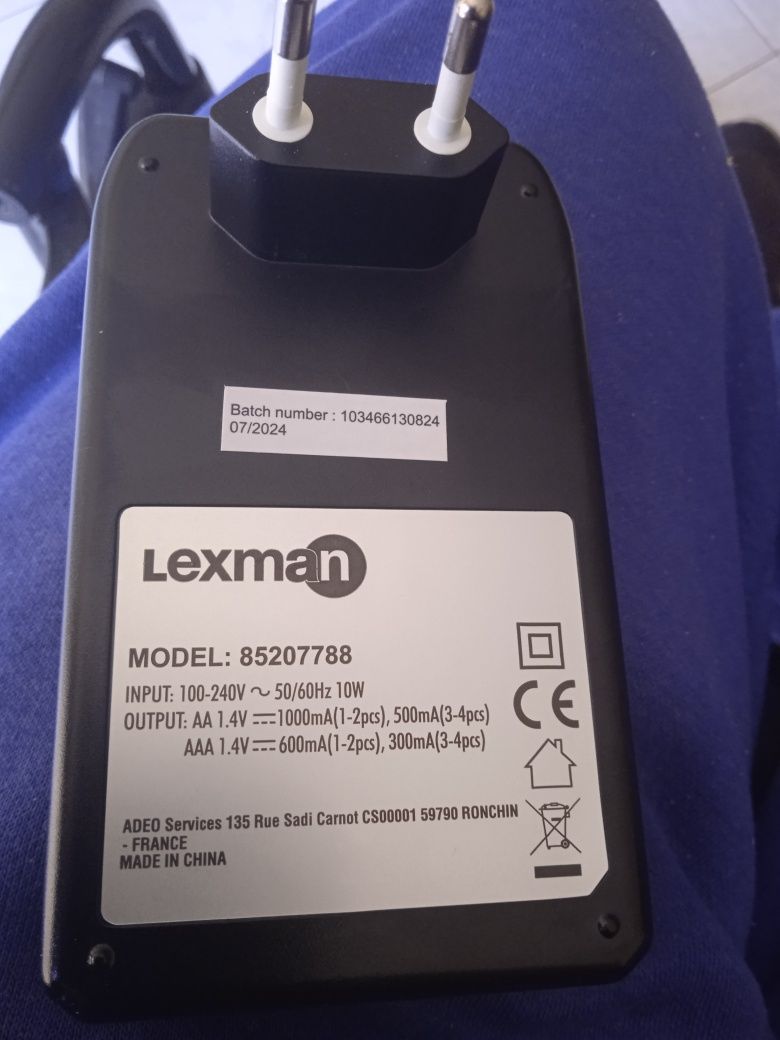 Batch number : 103466130824
07/2024
Lexman
MODEL: 85207788
INPUT: 100-240V ~ 50/60Hz 10W
OUTPUT: AA 1.4V ⎓ 1000mA(1-2pcs), 500mA(3-4pcs)
AAA 1.4V ⎓ 600mA(1-2pcs), 300mA(3-4pcs)
CE
ADEO Services 135 Rue Sadi Carnot CS00001 59790 RONCHIN
- FRANCE
MADE IN CHINA